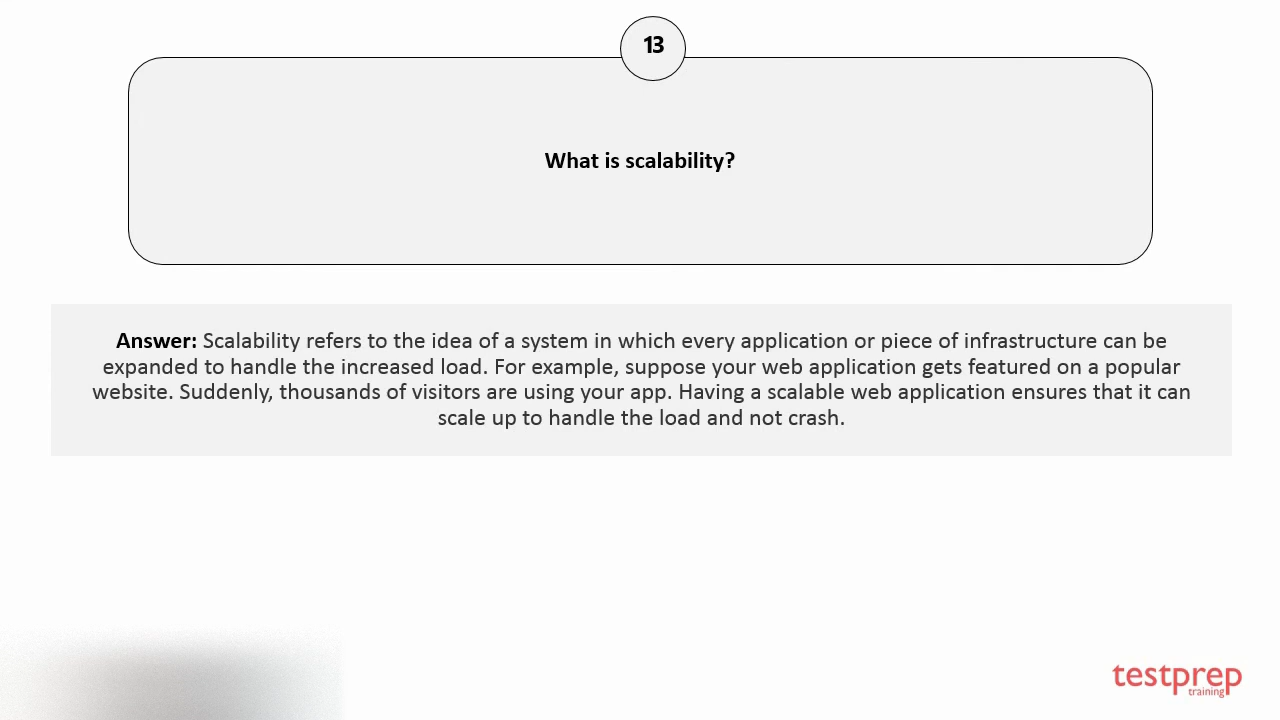 13
What is scalability?
Answer: Scalability refers to the idea of a system in which every application or piece of infrastructure can be
expanded to handle the increased load. For example, suppose your web application gets featured on a popular
website. Suddenly, thousands of visitors are using your app. Having a scalable web application ensures that it can
scale up to handle the load and not crash.
testprep
training